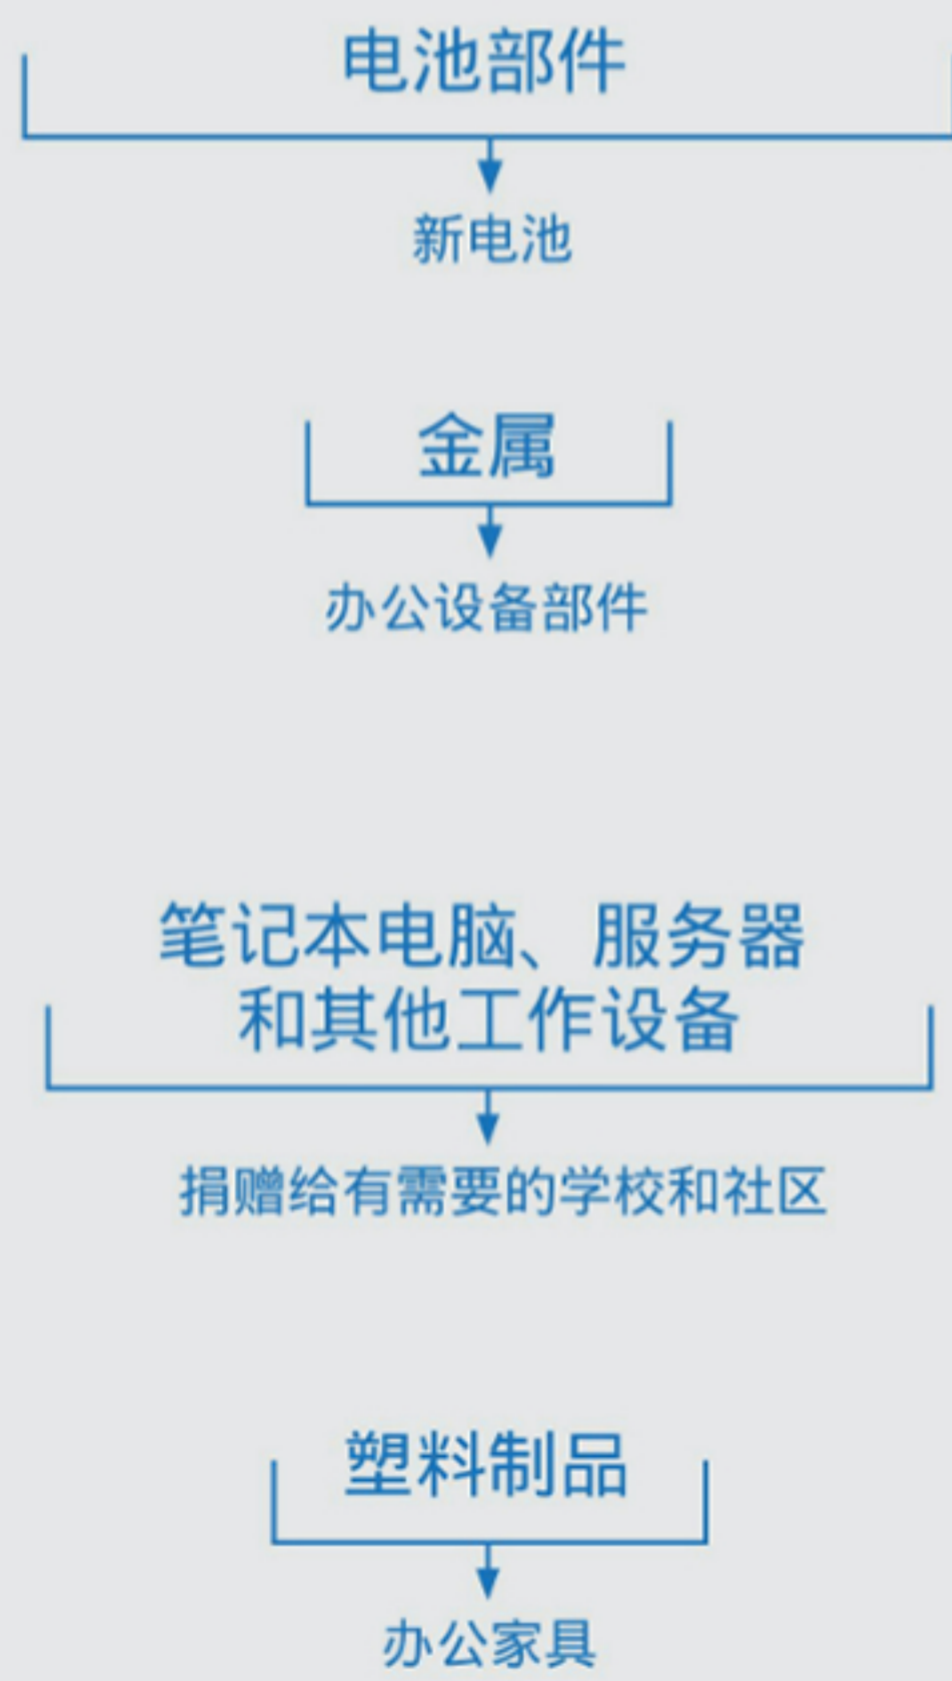 电池部件
新电池
金属
办公设备部件
笔记本电脑、服务器
和其他工作设备
捐赠给有需要的学校和社区
塑料制品
办公家具